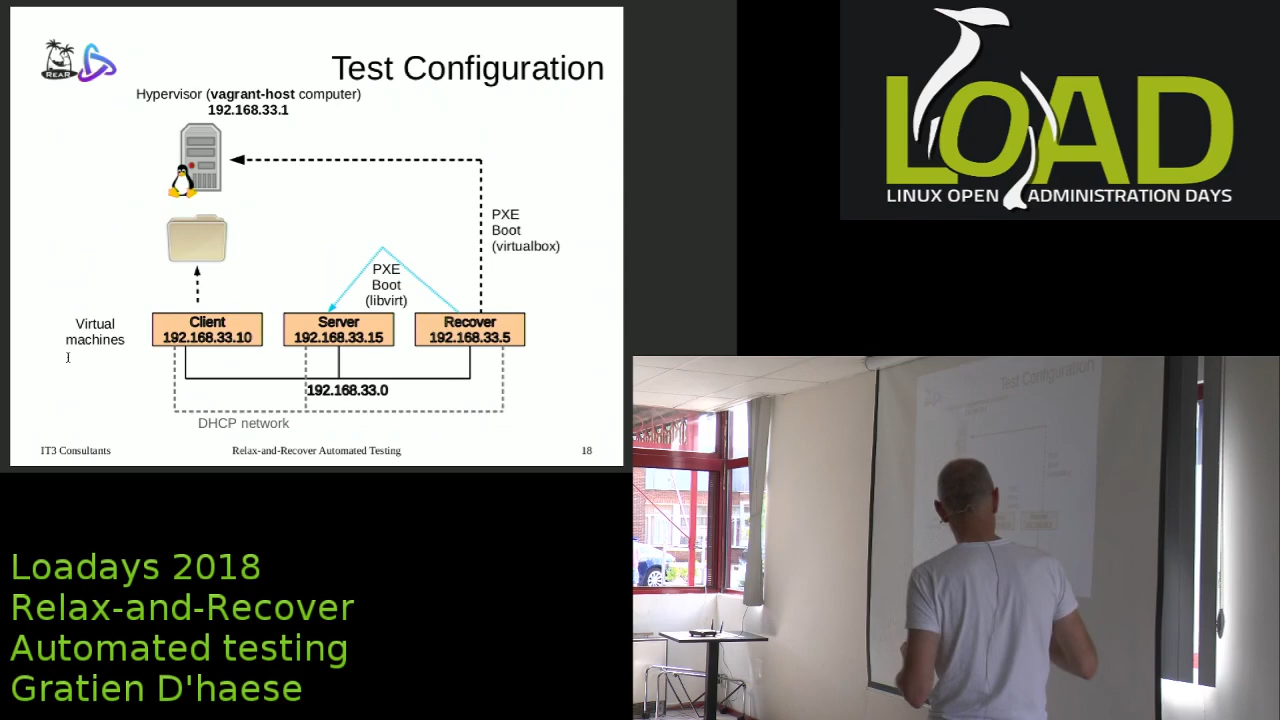 REAR
Test Configuration
Hypervisor (vagrant-host computer)
192.168.33.1
PXE
Boot
(virtualbox)
PXE
Boot
(libvirt)
Virtual
machines
Client
192.168.33.10
Server
192.168.33.15
Recover
192.168.33.5
192.168.33.0
DHCP network
IT3 Consultants
Relax-and-Recover Automated Testing
18
LOAD
LINUX OPEN ADMINISTRATION DAYS
Test Configuration
Loadays 2018
Relax-and-Recover
Automated testing
Gratien D'haese